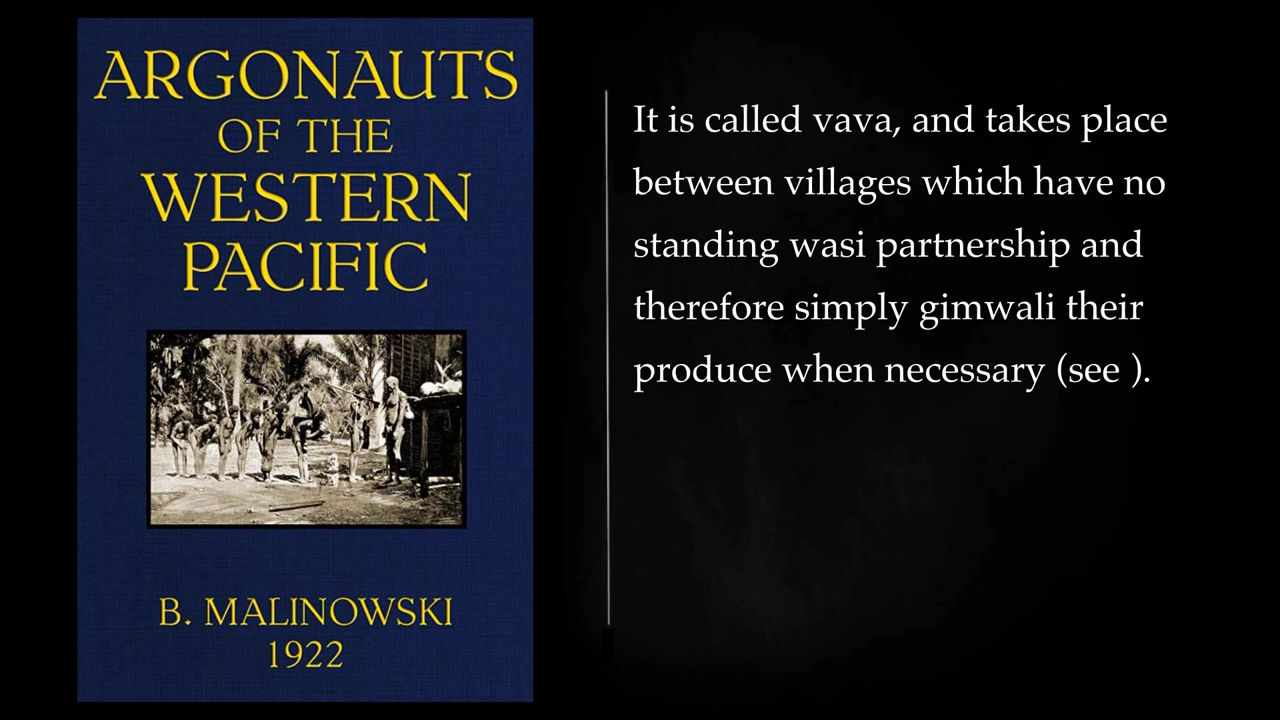 ARGONAUTS
OF THE
WESTERN
PACIFIC
B. MALINOWSKI
1922
It is called vava, and takes place
between villages which have no
standing wasi partnership and
therefore simply gimwali their
produce when necessary (see ).